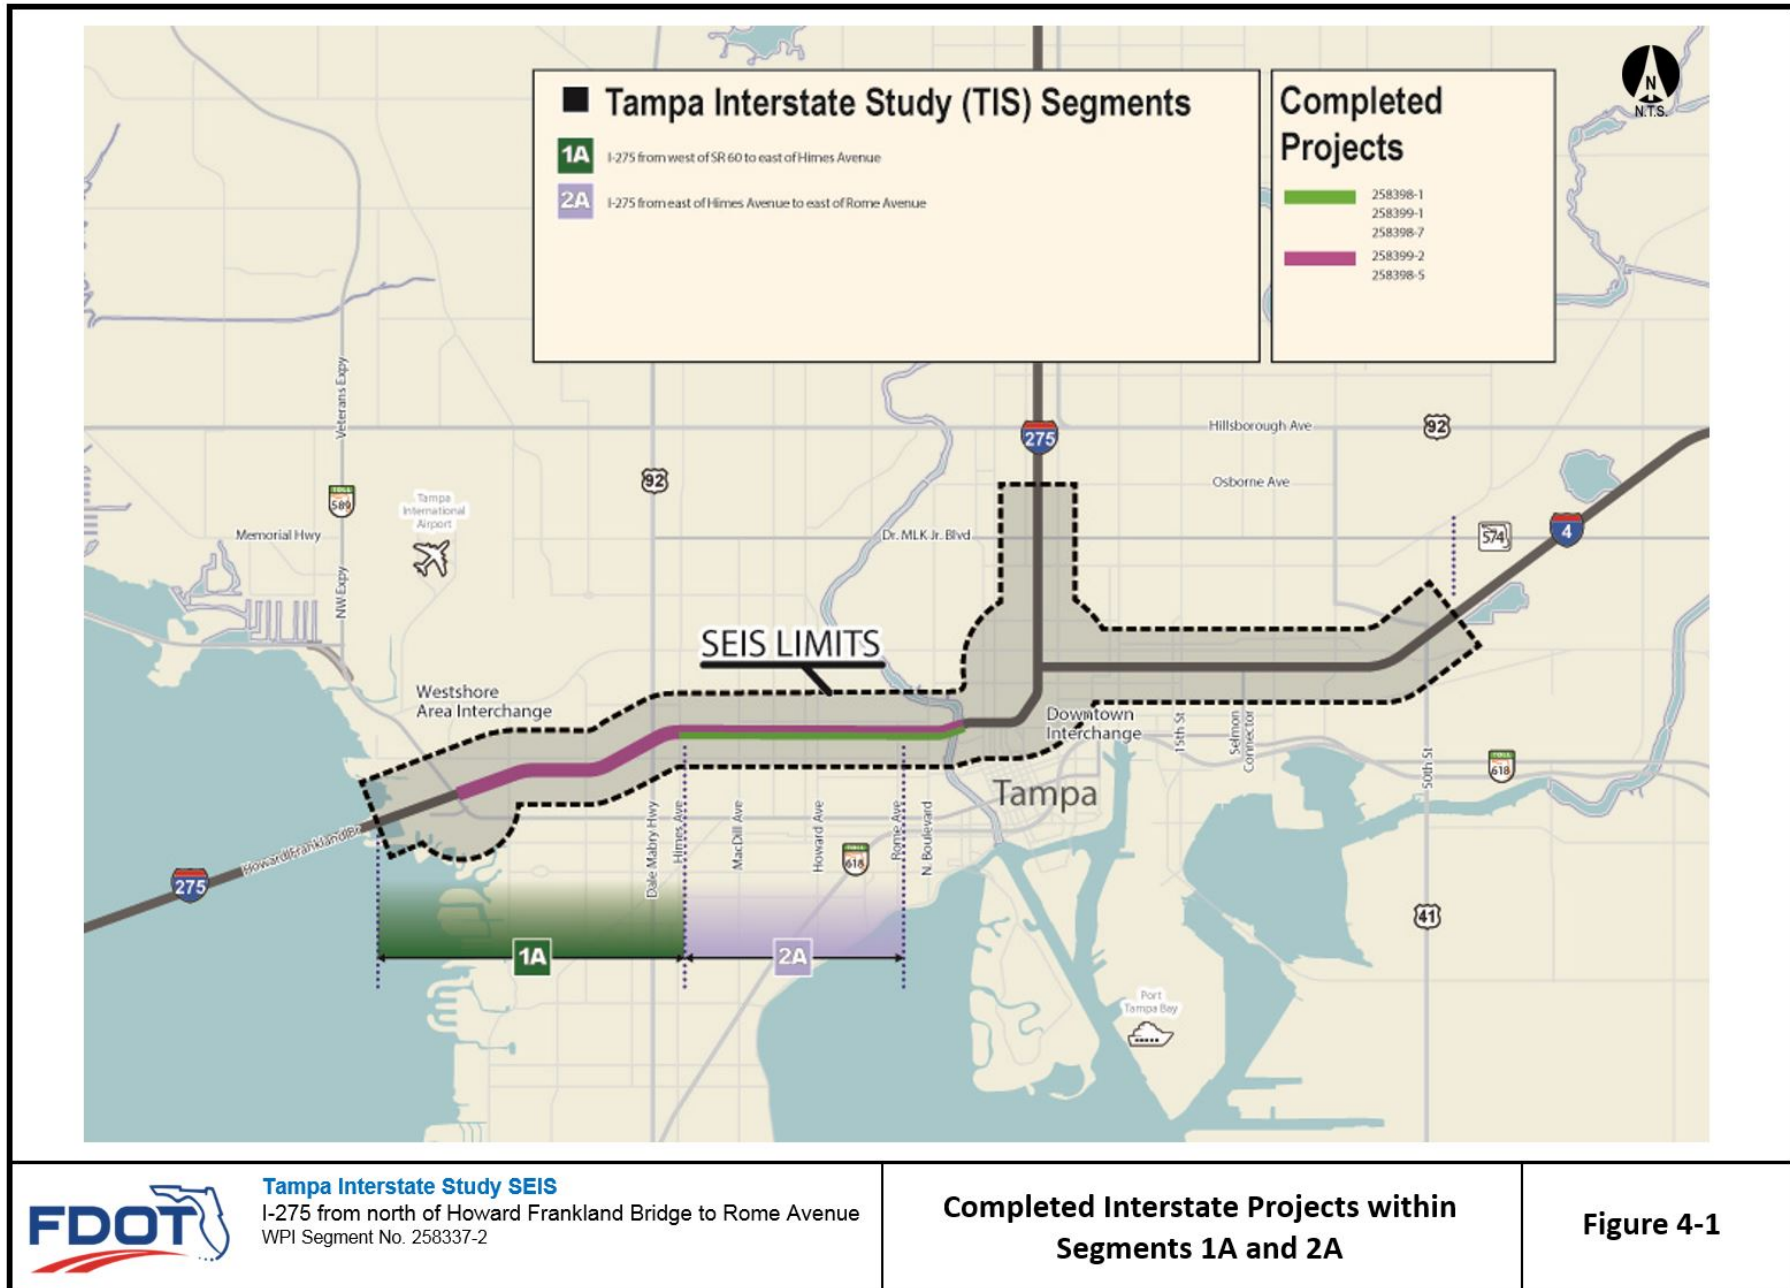 Tampa Interstate Study (TIS) Segments
1A
I-275 from west of SR 60 to east of Himes Avenue
2A
I-275 from east of Himes Avenue to east of Rome Avenue
Completed
Projects
258398-1
258399-1
258398-7
258399-2
258398-5
N
N.T.S.
Veterans Expy
275
Hillsborough Ave
92
92
Osborne Ave
TOLL
589
Tampa
International
Airport
Memorial Hwy
Dr. MLK Jr. Blvd
574
4
NW Expy
SEIS LIMITS
Westshore
Area Interchange
Downtown
Interchange
15th St
Selmon
Connector
50th St
TOLL
618
Tampa
Howard Frankland Br
275
Dale Mabry Hwy
Himes Ave
MacDill Ave
Howard Ave
TOLL
618
Rome Ave
N. Boulevard
41
1A
2A
Port
Tampa Bay
FDOT
Tampa Interstate Study SEIS
I-275 from north of Howard Frankland Bridge to Rome Avenue
WPI Segment No. 258337-2
Completed Interstate Projects within
Segments 1A and 2A
Figure 4-1